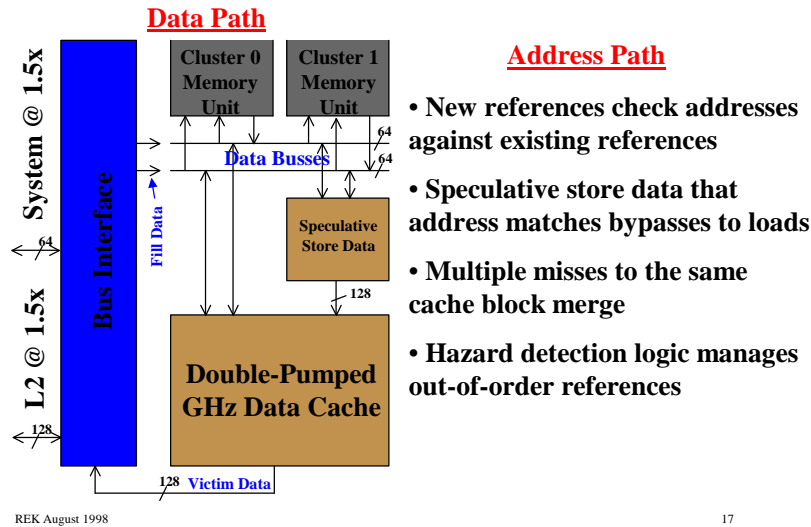 Data Path
System @ 1.5x
L2 @ 1.5x
64
128
Bus Interface
Cluster 0
Memory
Unit
Cluster 1
Memory
Unit
64
Data Busses
64
Fill Data
Speculative
Store Data
128
Double-Pumped
GHz Data Cache
128
Victim Data
Address Path
• New references check addresses
against existing references
• Speculative store data that
address matches bypasses to loads
• Multiple misses to the same
cache block merge
• Hazard detection logic manages
out-of-order references
REK August 1998
17